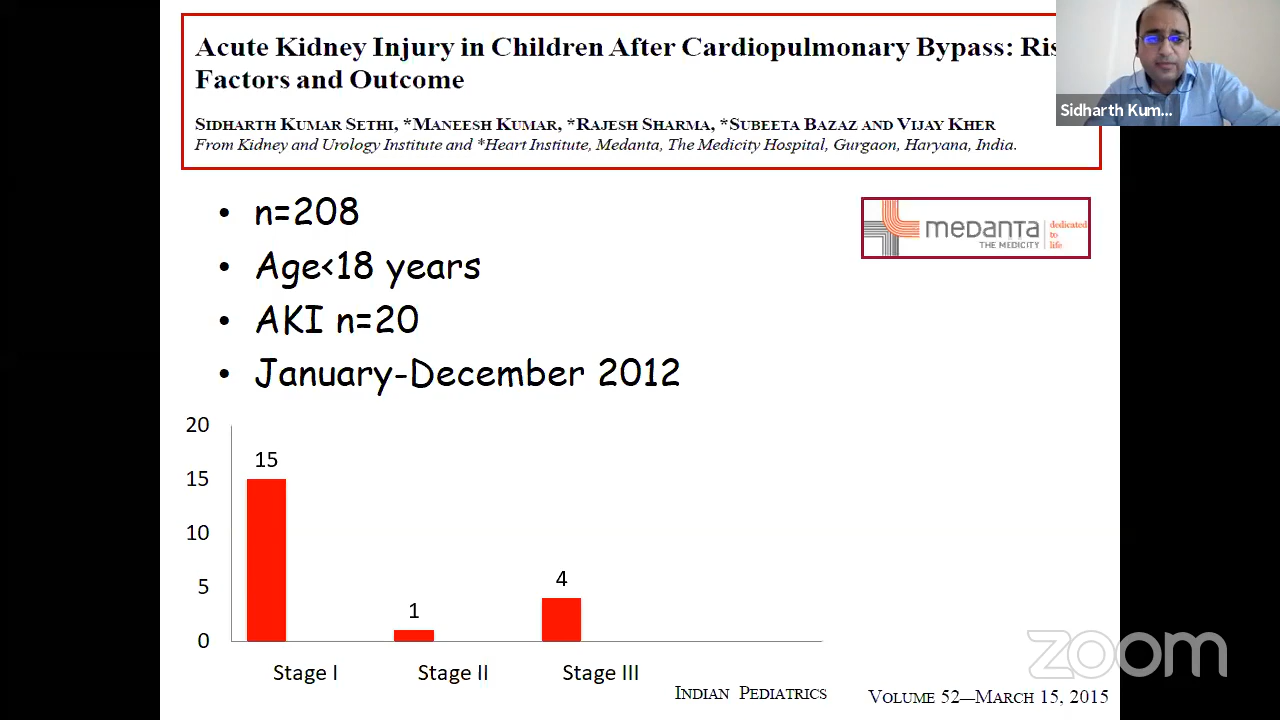 Acute Kidney Injury in Children After Cardiopulmonary Bypass: Ris
Factors and Outcome
SIDHARTH KUMAR SETHI, *MANEESH KUMAR, *RAJESH SHARMA, *SUBEETA BAZAZ AND VIJAY KHER
From Kidney and Urology Institute and *Heart Institute, Medanta, The Medicity Hospital, Gurgaon, Haryana, India.
Sidharth Kum...
• n=208
• Age<18 years
• AKI n=20
• January-December 2012
medanta
THE MEDICITY
dedicated
to
life
20
15
10
5
0
15
1
4
Stage I
Stage II
Stage III
INDIAN PEDIATRICS
VOLUME 52—MARCH 15, 2015
zoom